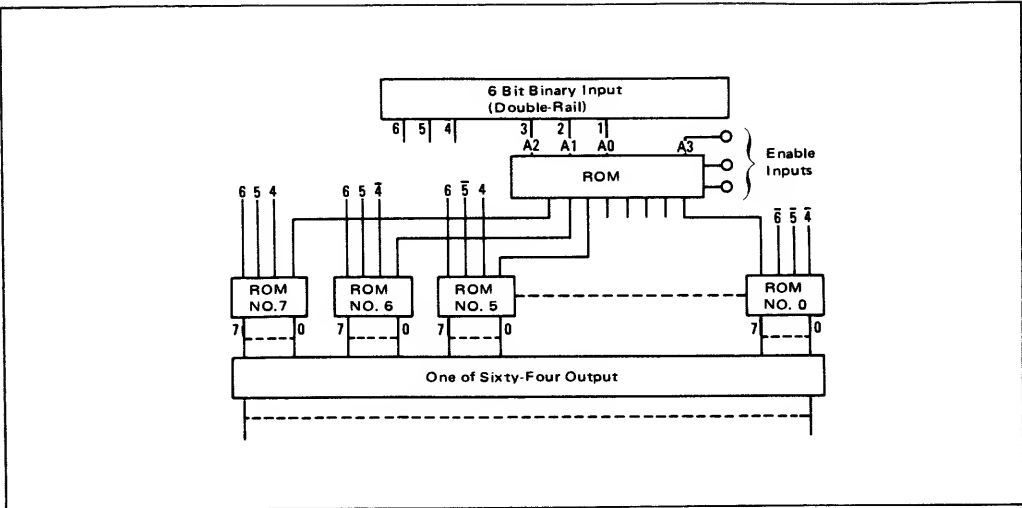 6 Bit Binary Input
(Double-Rail)
6 5 4 3 2 1
A2 A1 A0 A3
Enable
Inputs
ROM
6 5 4 6 5 4̅ 6 5̅ 4 6̅ 5̅ 4̅
ROM
NO.7
ROM
NO. 6
ROM
NO. 5
ROM
NO. 0
7 0 7 0 7 0 7 0
One of Sixty-Four Output